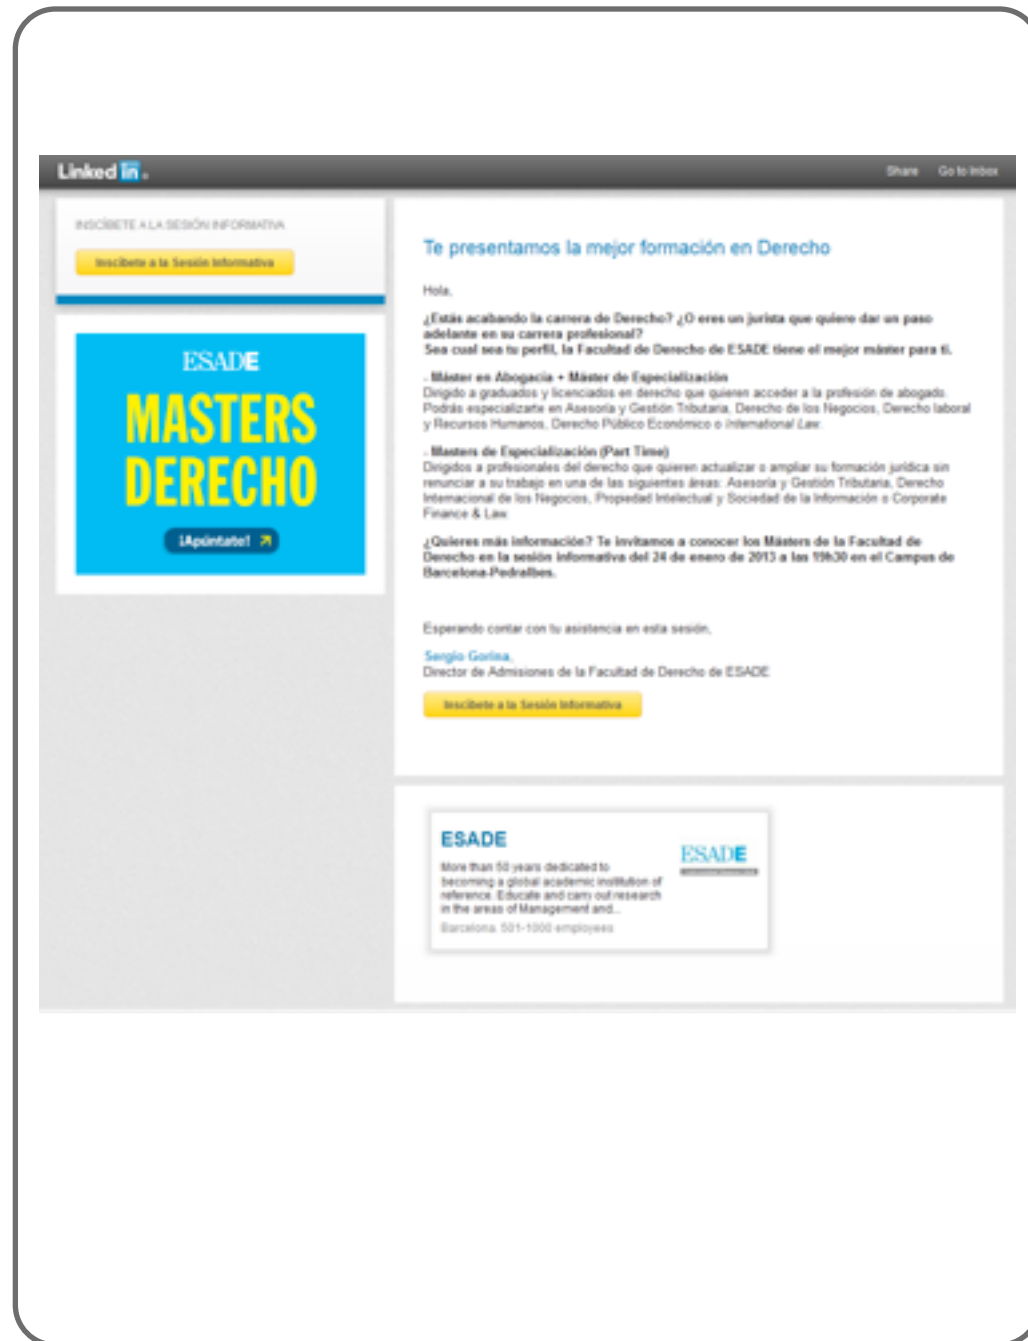 Linked in
Share Go to Inbox
INSCÍBETE A LA SESIÓN INFORMATIVA
Inscíbete a la Sesión Informativa
ESADE
MASTERS
DERECHO
¡Apúntate!
Te presentamos la mejor formación en Derecho
Hola,
¿Estás acabando la carrera de Derecho? ¿O eres un jurista que quiere dar un paso
adelante en su carrera profesional?
Sea cual sea tu perfil, la Facultad de Derecho de ESADE tiene el mejor máster para ti.
- Máster en Abogacía + Máster de Especialización
Dirigido a graduados y licenciados en derecho que quieren acceder a la profesión de abogado.
Podrás especializarte en Asesoría y Gestión Tributaria, Derecho de los Negocios, Derecho laboral
y Recursos Humanos, Derecho Público Económico o International Law.
- Masters de Especialización (Part Time)
Dirigidos a profesionales del derecho que quieren actualizar o ampliar su formación jurídica sin
renunciar a su trabajo en una de las siguientes áreas: Asesoría y Gestión Tributaria, Derecho
Internacional de los Negocios, Propiedad Intelectual y Sociedad de la Información o Corporate
Finance & Law.
¿Quieres más información? Te invitamos a conocer los Másters de la Facultad de
Derecho en la sesión informativa del 24 de enero de 2013 a las 19h30 en el Campus de
Barcelona-Pedralbes.
Esperando contar con tu asistencia en esta sesión,
Sergio Gorina,
Director de Admisiones de la Facultad de Derecho de ESADE
Inscíbete a la Sesión Informativa
ESADE
More than 50 years dedicated to
becoming a global academic institution of
reference. Educate and carry out research
in the areas of Management and...
Barcelona. 501-1000 employees
ESADE